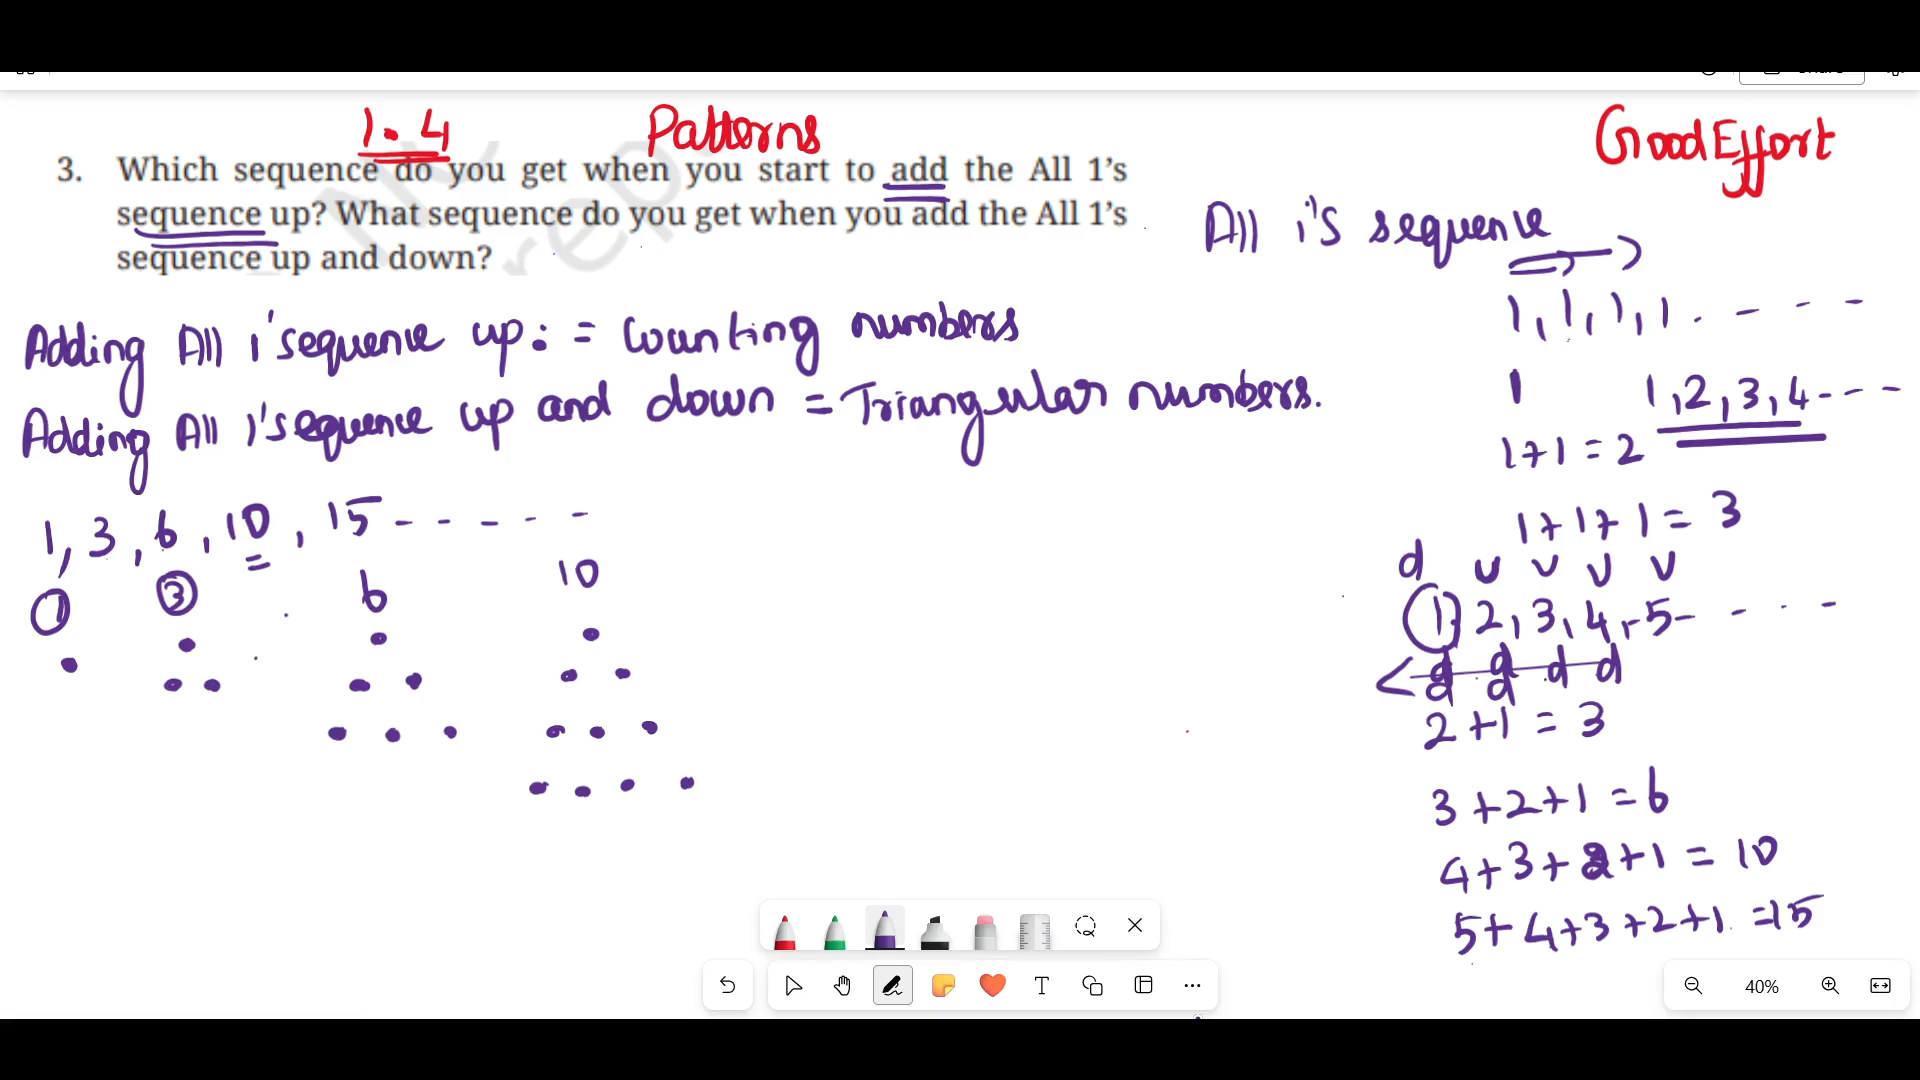 1.4 Patterns
Good Effort
3. Which sequence do you get when you start to add the All 1’s
sequence up? What sequence do you get when you add the All 1’s
sequence up and down?
Adding All 1's sequence up: = Counting numbers
Adding All 1's sequence up and down = Triangular numbers.
1, 3, 6, 10, 15 - - - - -
1 3 6 10
All 1's sequence
1, 1, 1, 1 . - - -
1 1, 2, 3, 4 - - -
1+1 = 2
1+1+1 = 3
d u v v v
1, 2, 3, 4, 5 - - - -
d d d d
2+1 = 3
3+2+1 = 6
4+3+2+1 = 10
5+4+3+2+1 = 15
40%